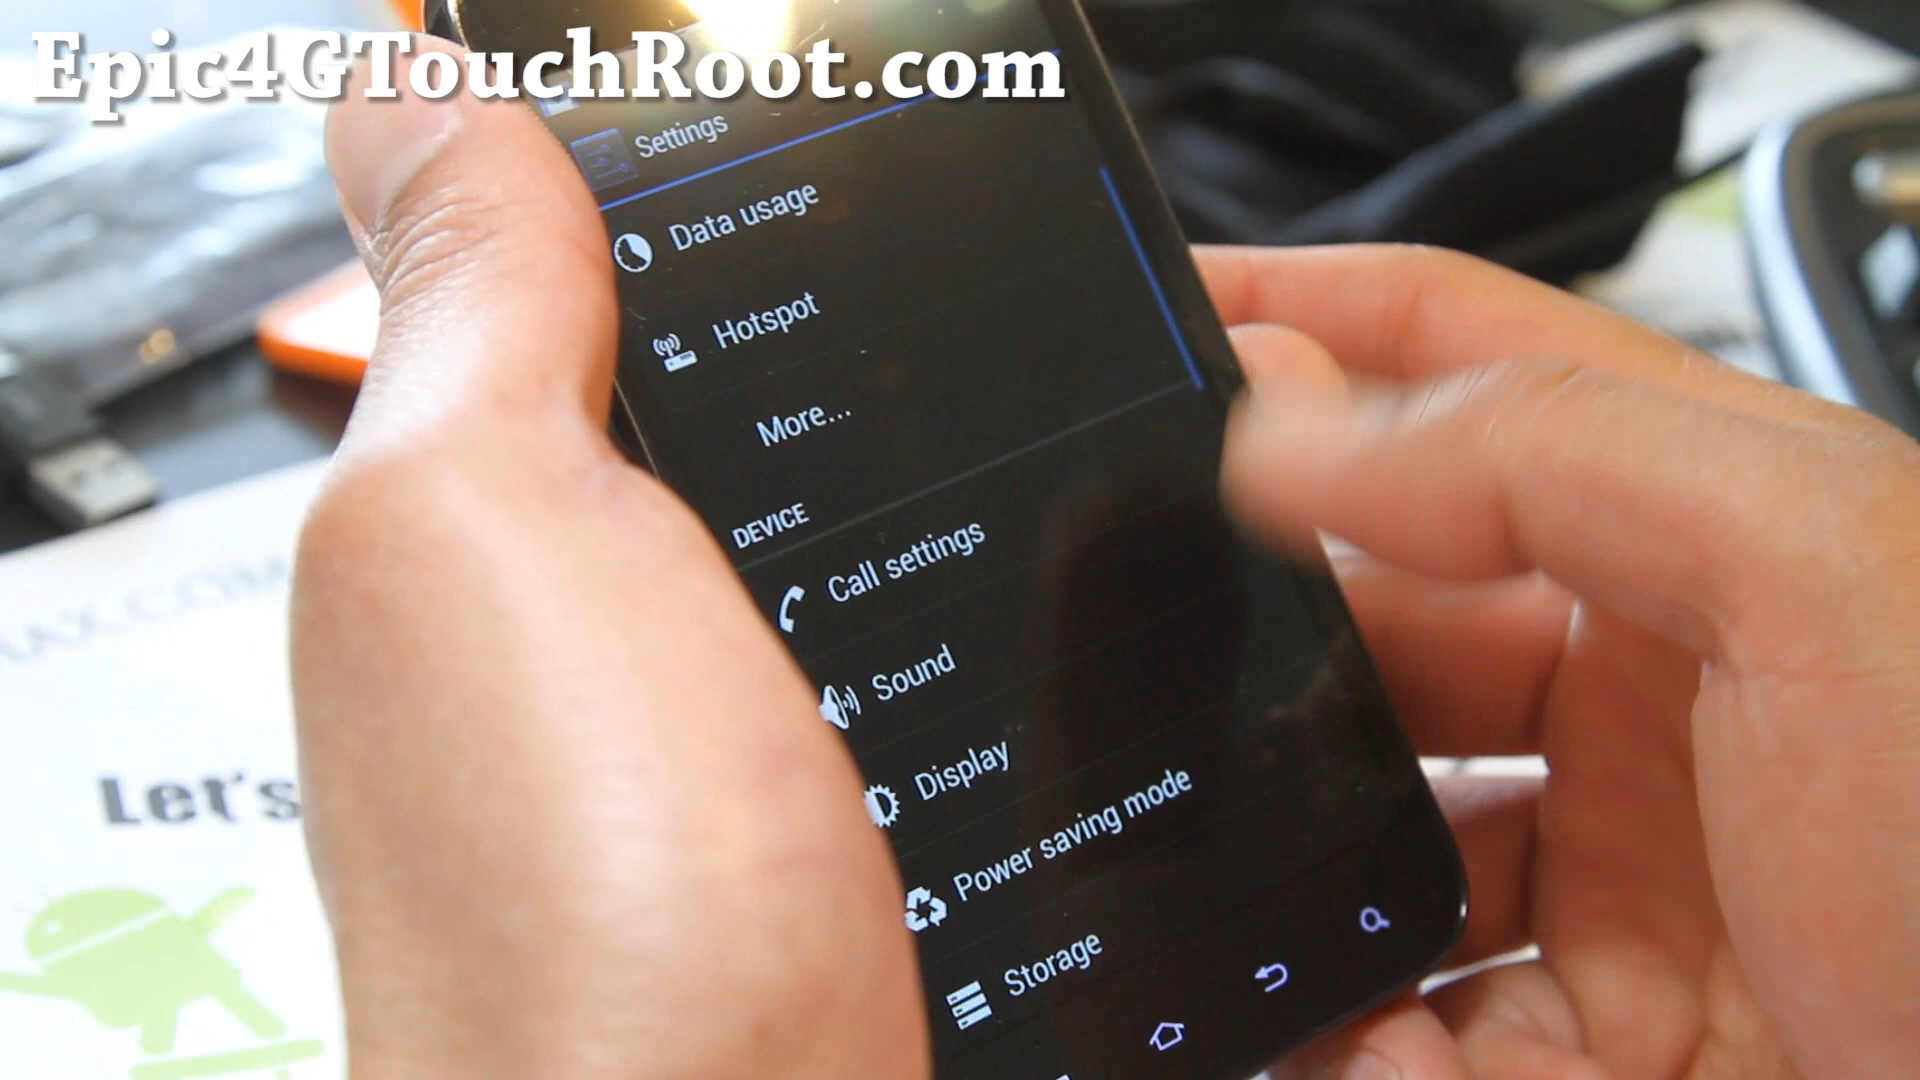 Epic4GTouchRoot.com
Settings
Data usage
Hotspot
More...
DEVICE
Call settings
Sound
Display
Power saving mode
Storage
Let's